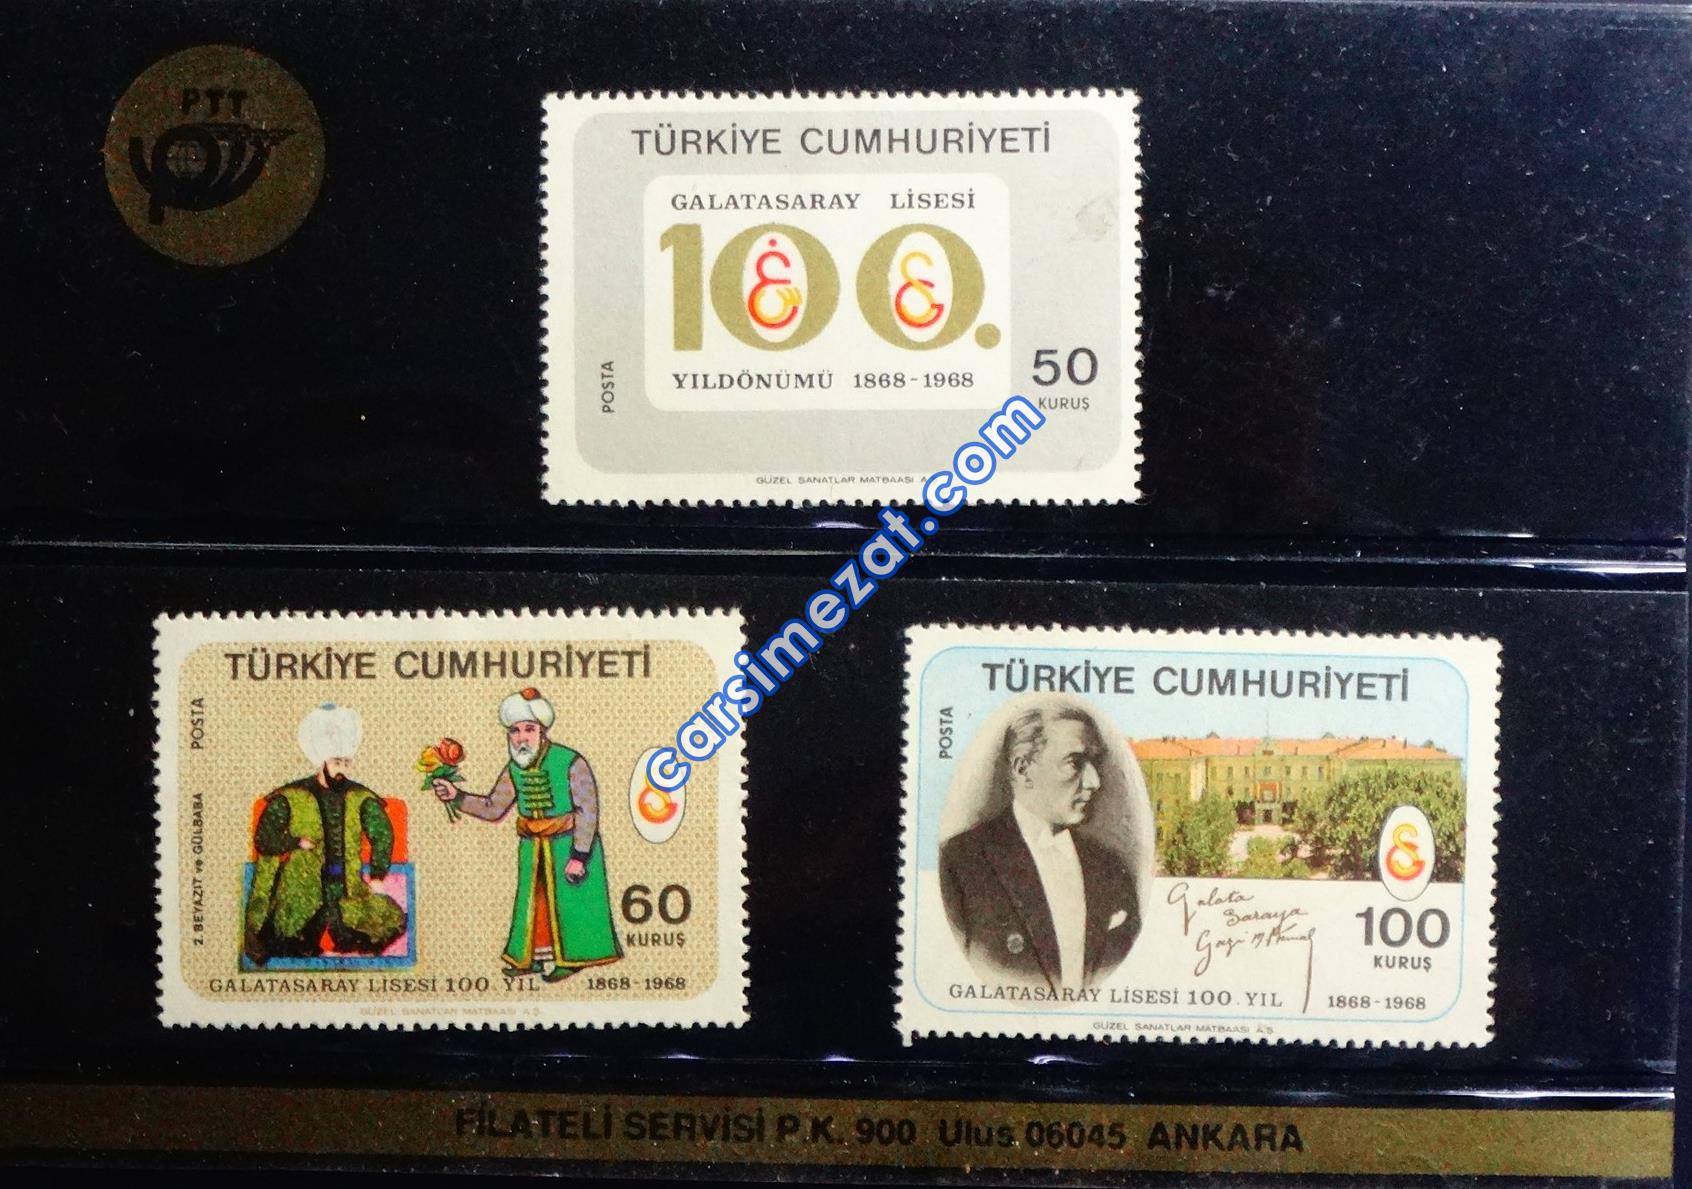 PTT
TÜRKİYE CUMHURİYETİ
GALATASARAY LİSESİ
100.
YILDÖNÜMÜ 1868-1968
POSTA
50
KURUŞ
GÜZEL SANATLAR MATBAASI A.
carsimezat.com
TÜRKİYE CUMHURİYETİ
2. BEYAZIT ve GÜLBABA POSTA
60
KURUŞ
GALATASARAY LİSESİ 100. YIL 1868-1968
GÜZEL SANATLAR MATBAASI A.Ş.
TÜRKİYE CUMHURİYETİ
POSTA
Galata
Saraya
Gazi M Kemal
100
KURUŞ
GALATASARAY LİSESİ 100. YIL 1868-1968
GÜZEL SANATLAR MATBAASI A.Ş.
FİLATELİ SERVİSİ P.K. 900 Ulus 06045 ANKARA